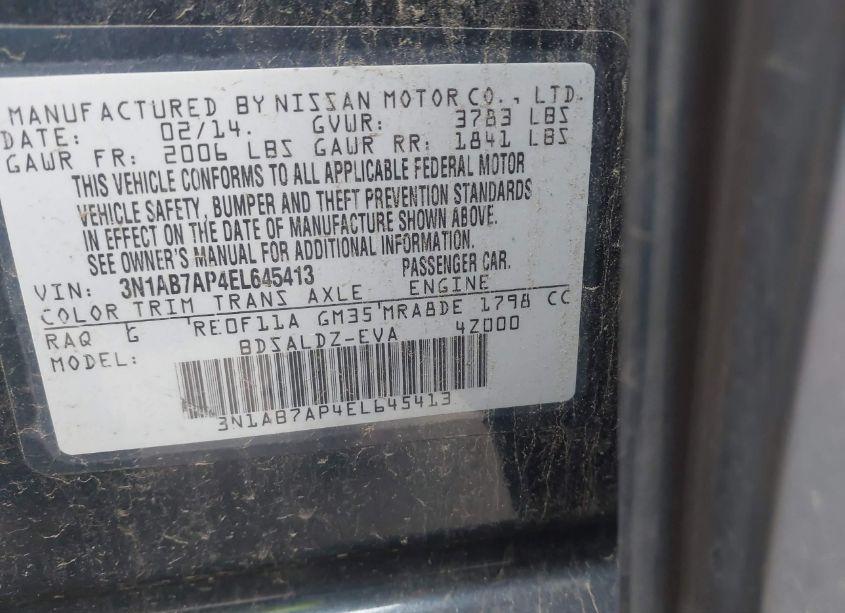 MANUFACTURED BY NISSAN MOTOR CO., LTD.
DATE: 02/14. GVWR: 3783 LBS
GAWR FR: 2006 LBS GAWR RR: 1841 LBS
THIS VEHICLE CONFORMS TO ALL APPLICABLE FEDERAL MOTOR
VEHICLE SAFETY, BUMPER AND THEFT PREVENTION STANDARDS
IN EFFECT ON THE DATE OF MANUFACTURE SHOWN ABOVE.
SEE OWNER'S MANUAL FOR ADDITIONAL INFORMATION.
VIN: 3N1AB7AP4EL645413 PASSENGER CAR.
COLOR TRIM TRANS AXLE ENGINE
RAQ G RE0F11A GM35 MRA8DE 1798 CC
MODEL: BDSALDZ-EVA 4Z000
3N1AB7AP4EL645413